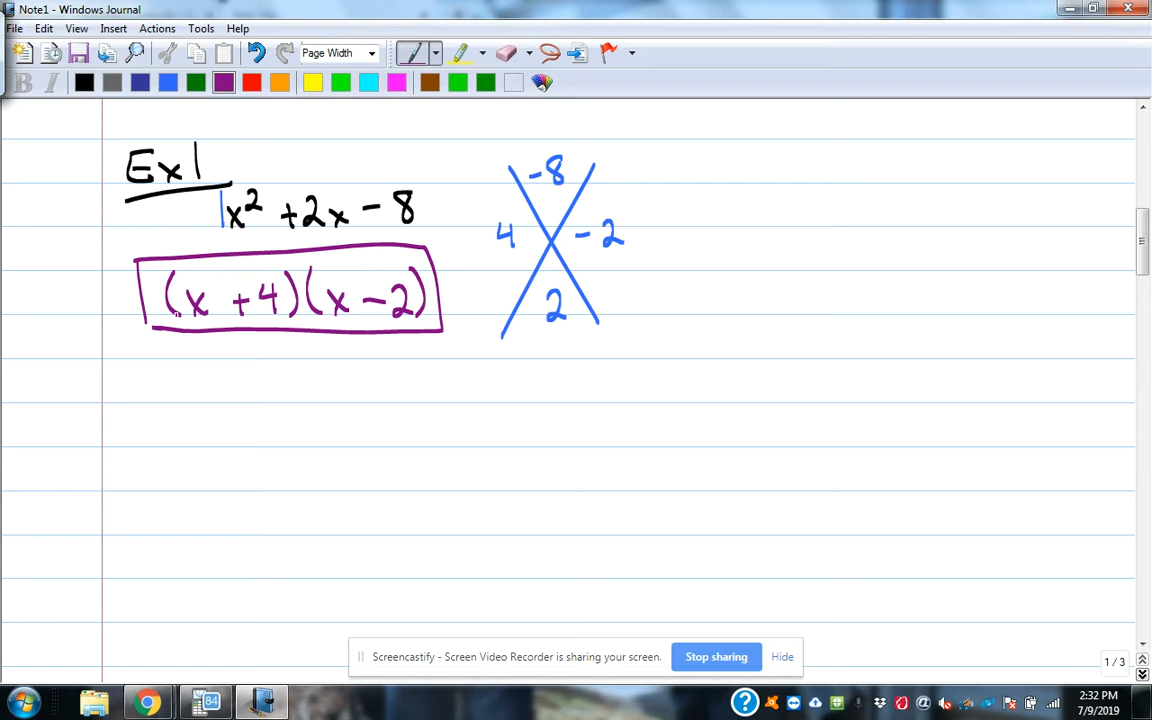 Note1 - Windows Journal
File Edit View Insert Actions Tools Help
Page Width
B I
Ex 1
1x² + 2x - 8
(x + 4)(x - 2)
-8
4 -2
2
Screencastify - Screen Video Recorder is sharing your screen. Stop sharing Hide
1 / 3
84
2:32 PM
7/9/2019